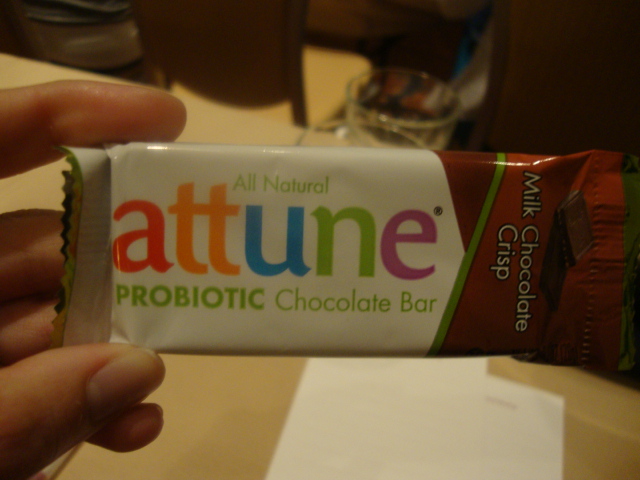 All Natural
attune®
PROBIOTIC Chocolate Bar
Milk Chocolate
Crisp